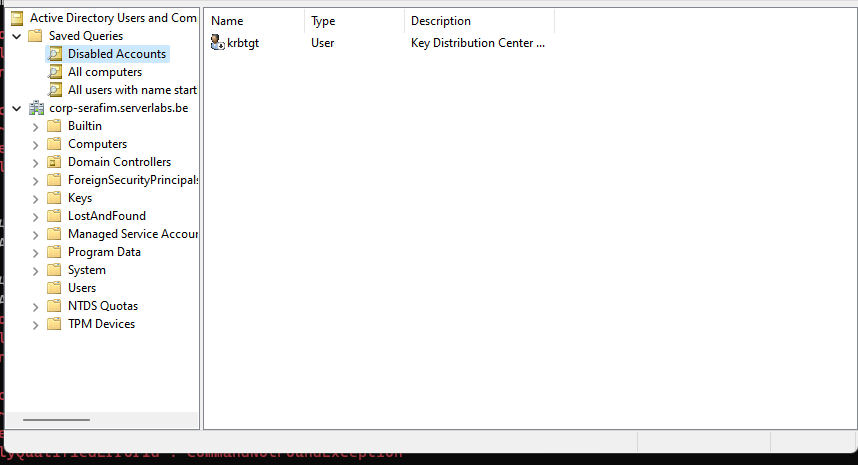 Active Directory Users and Com
Name Type Description
Saved Queries
krbtgt User Key Distribution Center ...
Disabled Accounts
All computers
All users with name start
corp-serafim.serverlabs.be
Builtin
Computers
Domain Controllers
ForeignSecurityPrincipals
Keys
LostAndFound
Managed Service Accour
Program Data
System
Users
NTDS Quotas
TPM Devices
lyQualifiedErrorId : CommandNotFoundException